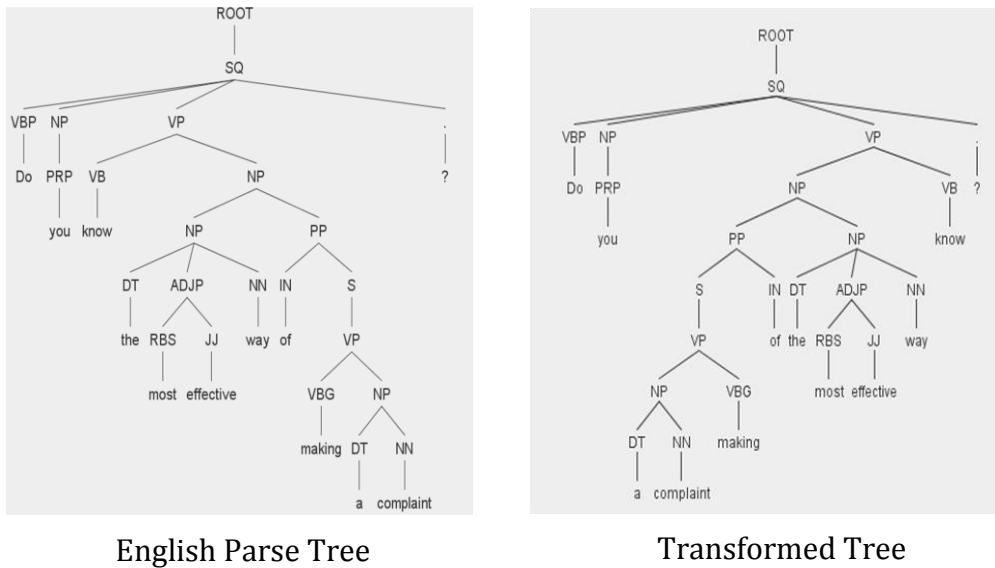 ROOT
SQ
VBP NP VP .
Do PRP VB NP ?
you know NP PP
DT ADJP NN IN S
the RBS JJ way of VP
most effective VBG NP
making DT NN
a complaint
English Parse Tree
ROOT
SQ
VBP NP VP .
Do PRP NP VB ?
you PP NP know
S IN DT ADJP NN
VP of the RBS JJ way
NP VBG most effective
DT NN making
a complaint
Transformed Tree